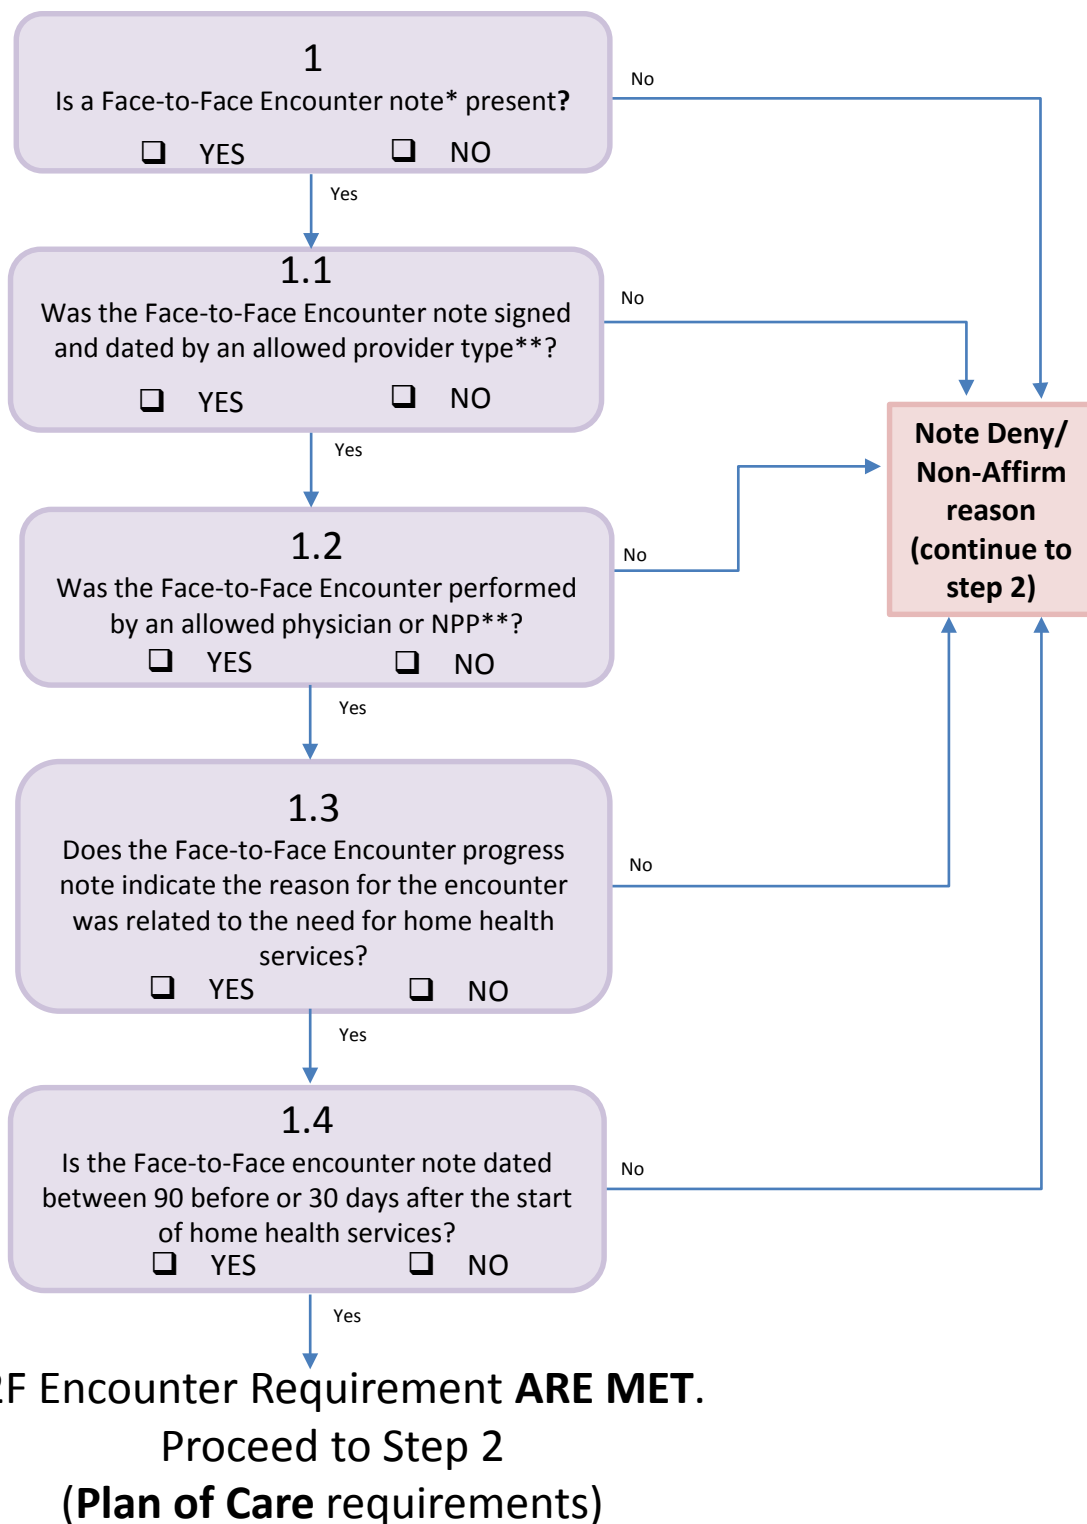 1
Is a Face-to-Face Encounter note* present?
❑ YES ❑ NO
No
Yes
1.1
Was the Face-to-Face Encounter note signed
and dated by an allowed provider type**?
❑ YES ❑ NO
No
Yes
Note Deny/
Non-Affirm
reason
(continue to
step 2)
1.2
Was the Face-to-Face Encounter performed
by an allowed physician or NPP**?
❑ YES ❑ NO
No
Yes
1.3
Does the Face-to-Face Encounter progress
note indicate the reason for the encounter
was related to the need for home health
services?
❑ YES ❑ NO
No
Yes
1.4
Is the Face-to-Face encounter note dated
between 90 before or 30 days after the start
of home health services?
❑ YES ❑ NO
No
Yes
F Encounter Requirement ARE MET.
Proceed to Step 2
(Plan of Care requirements)